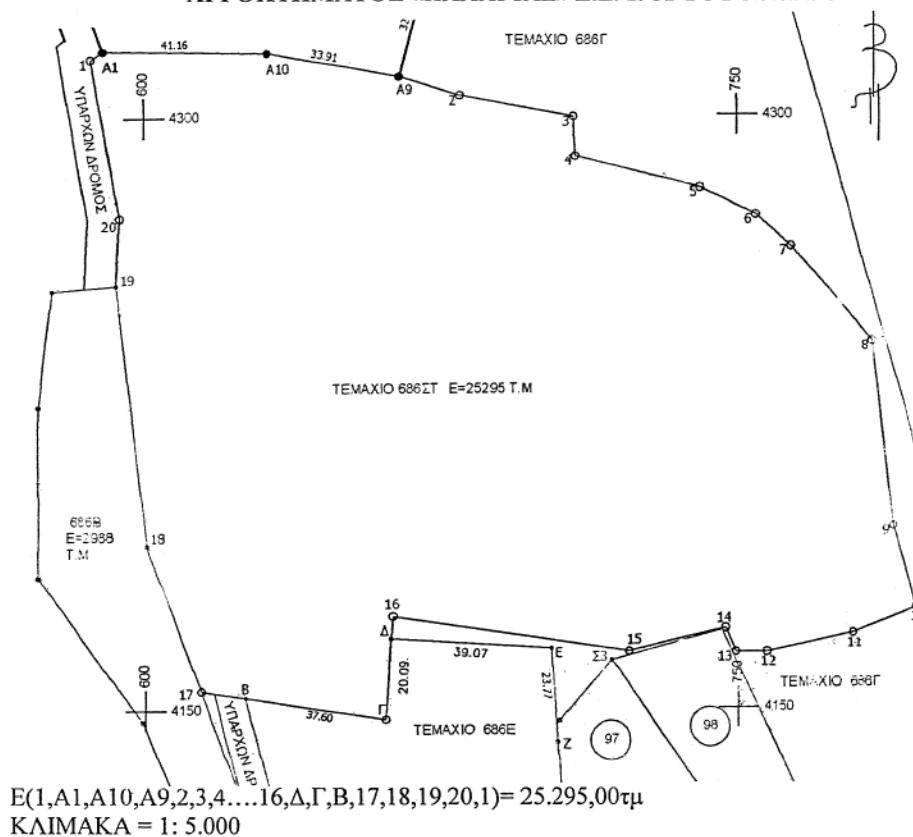 41.16
33.91
32
ΤΕΜΑΧΙΟ 686Γ
1
A1
A10
A9
2
3
4
5
6
7
8
9
600
4300
750
4300
ΥΠΑΡΧΩΝ ΔΡΟΜΟΣ
20
19
ΤΕΜΑΧΙΟ 686ΣΤ Ε=25295 Τ.Μ
686Β
Ε=2988
Τ.Μ
18
16
Δ
39.07
Ε
Σ3
15
14
13
12
11
20.09.
23.77
600
4150
17
Β
37.60
Γ
ΥΠΑΡΧΩΝ ΔΡ
ΤΕΜΑΧΙΟ 686Ε
Ζ
97
98
750
4150
ΤΕΜΑΧΙΟ 686Γ
Ε(1,Α1,Α10,Α9,2,3,4....16,Δ,Γ,Β,17,18,19,20,1)= 25.295,00τμ
ΚΛΙΜΑΚΑ = 1: 5.000